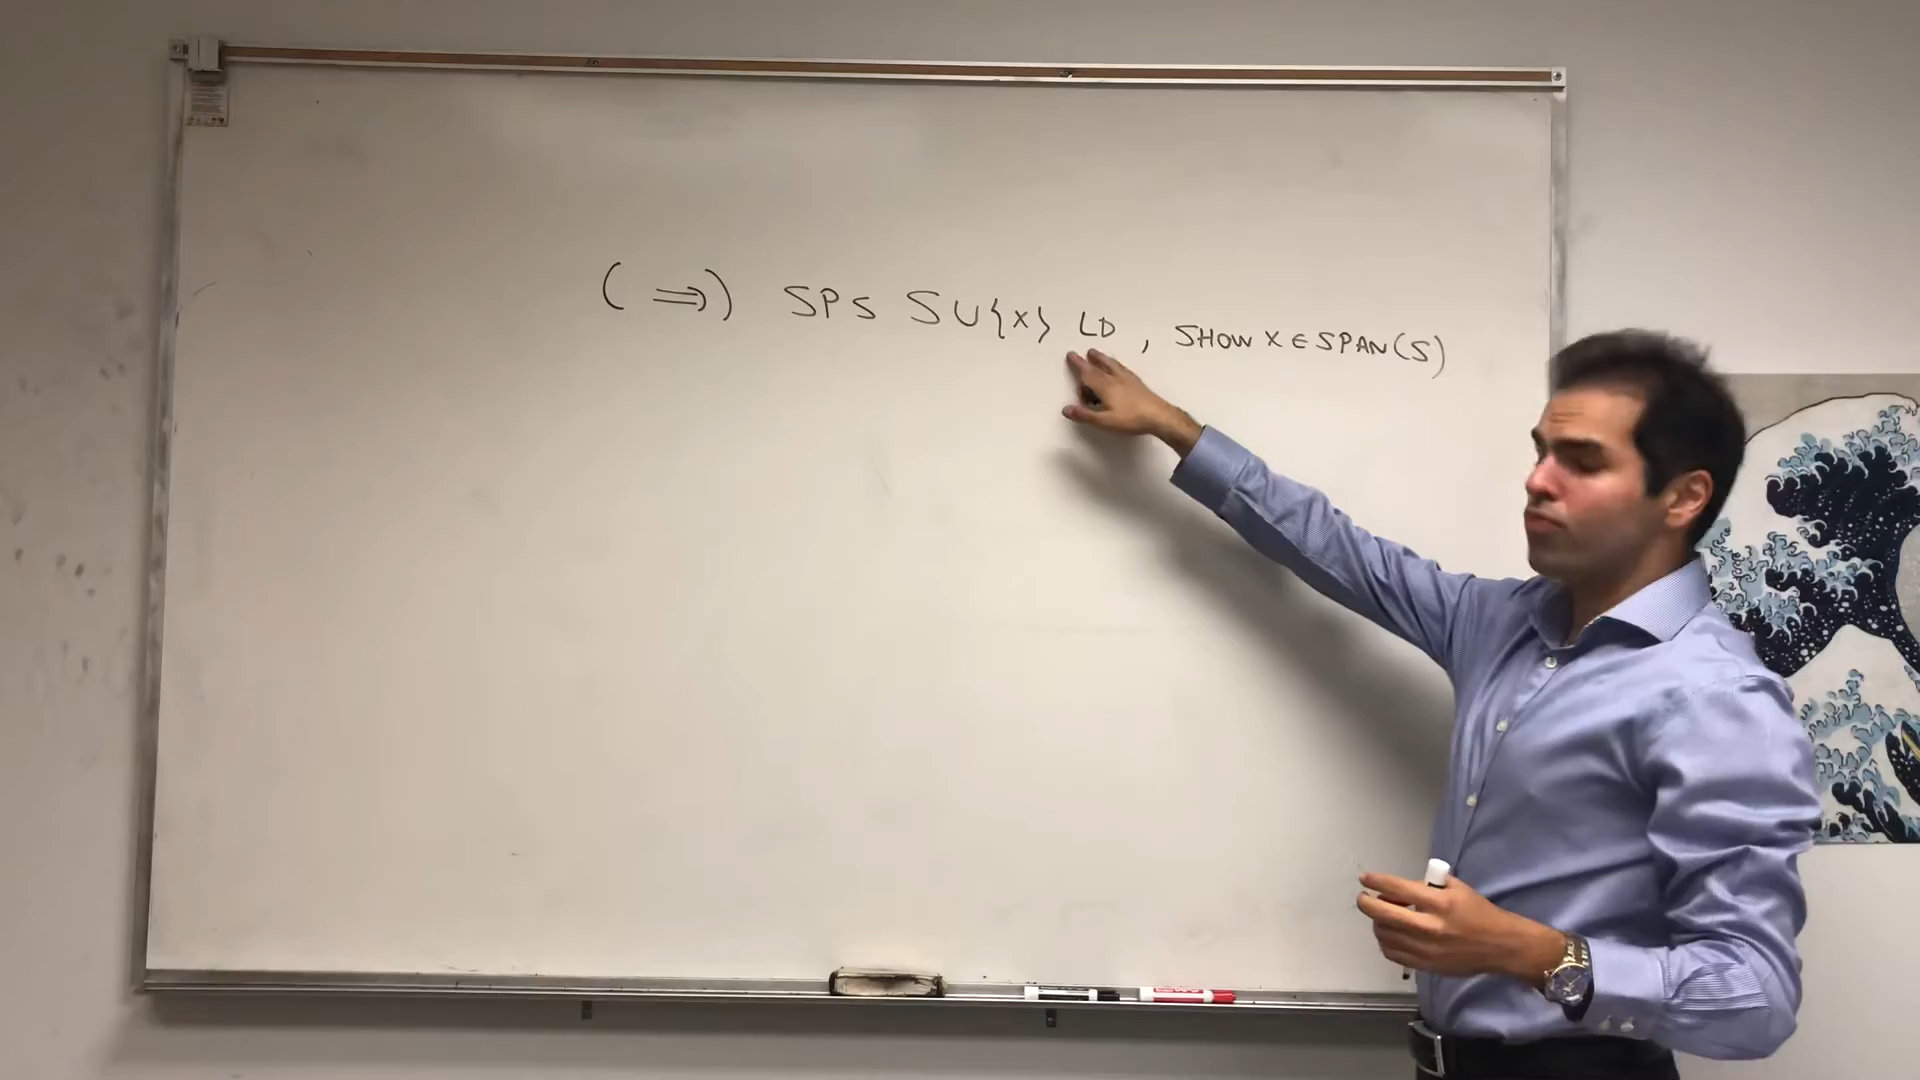 (⇒) SPS S∪{x} LD, SHOW x ∈ SPAN(S)